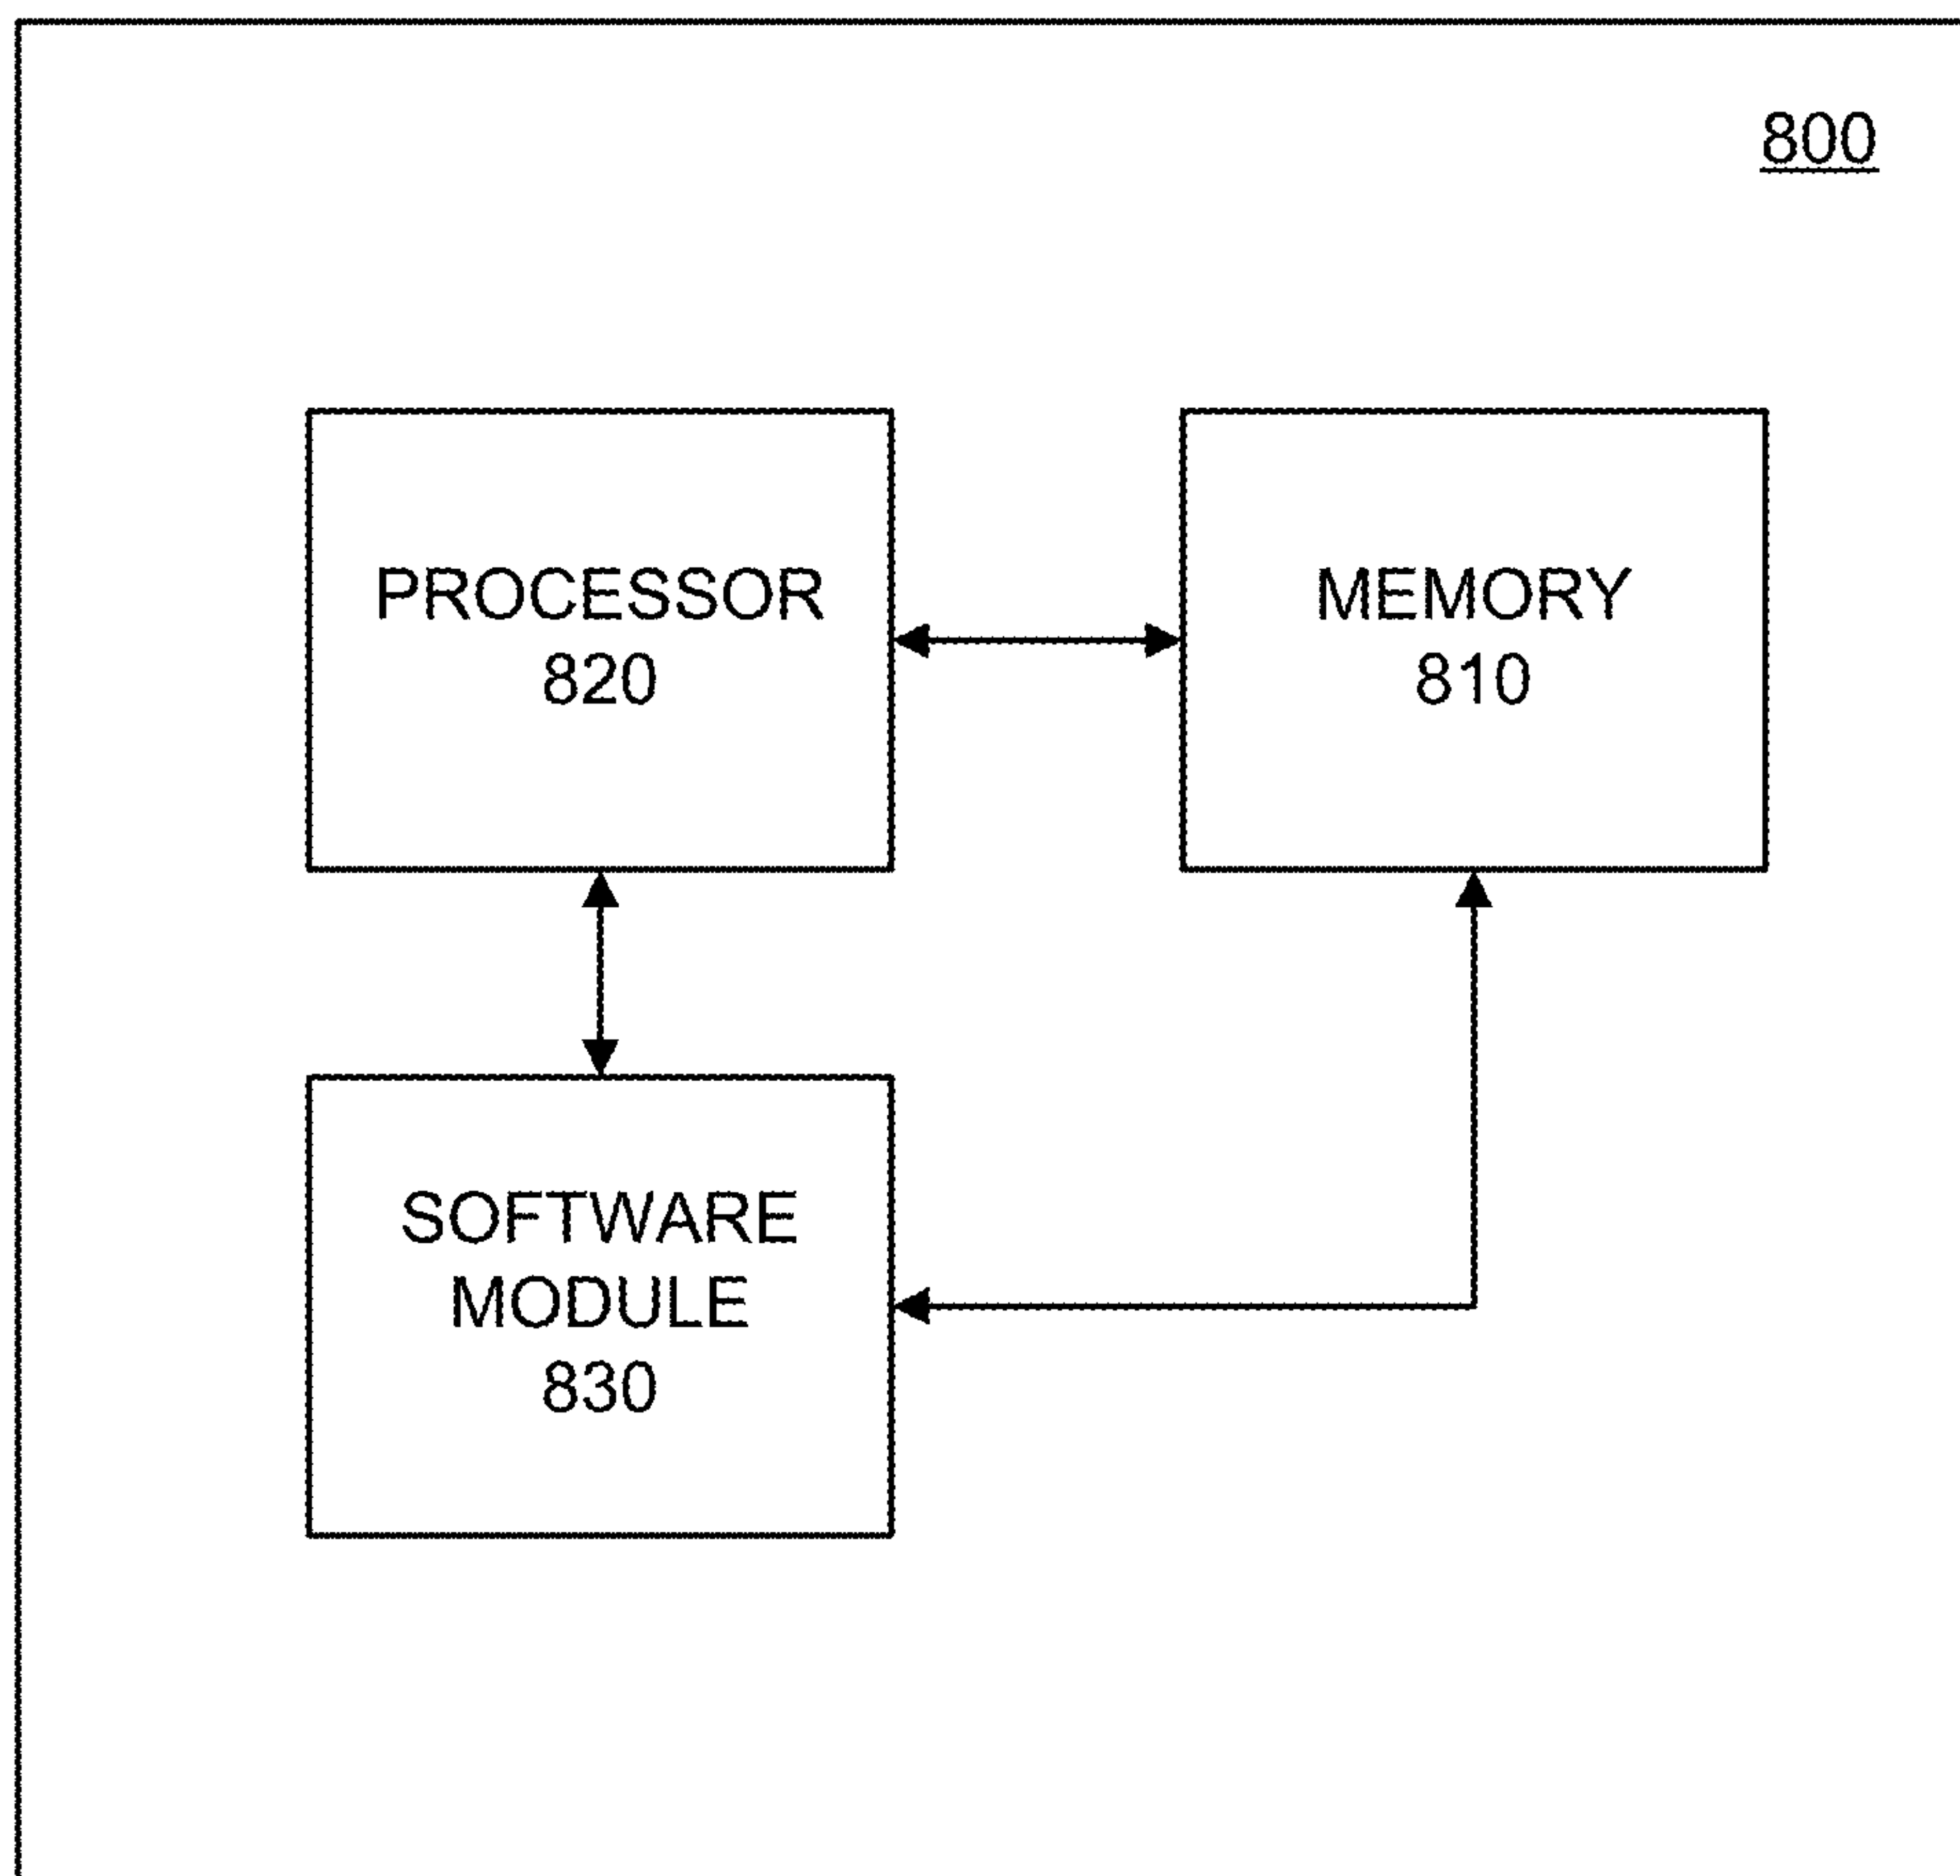 800
PROCESSOR
820
MEMORY
810
SOFTWARE
MODULE
830